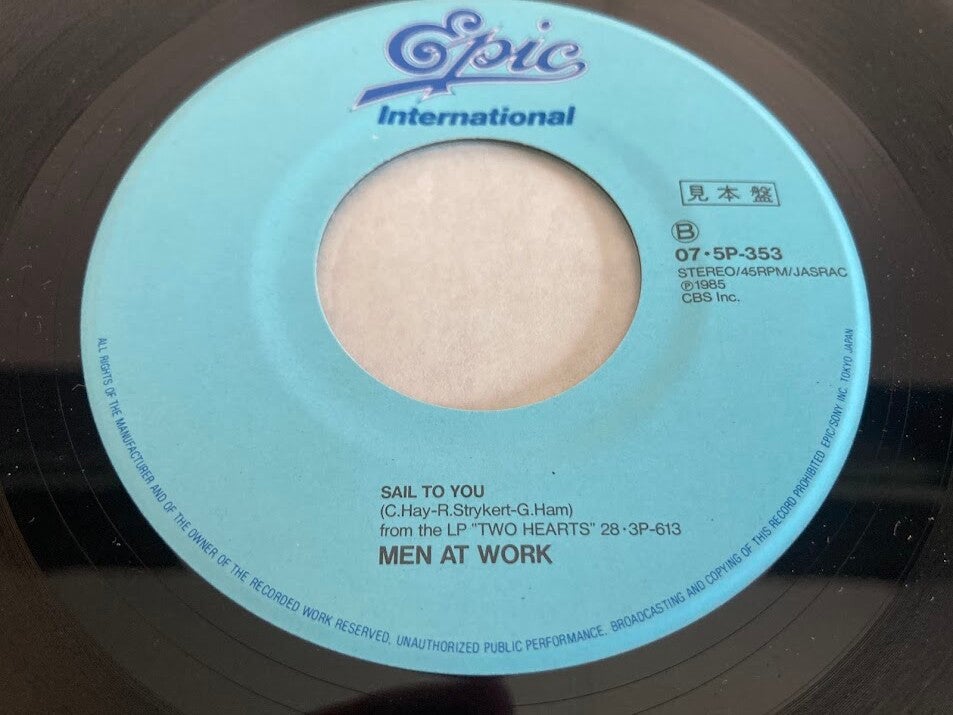 Epic
International
見本盤
Ⓑ
07・5P-353
STEREO/45RPM/JASRAC
℗1985
CBS Inc.
SAIL TO YOU
(C.Hay-R.Strykert-G.Ham)
from the LP "TWO HEARTS" 28・3P-613
MEN AT WORK
ALL RIGHTS OF THE MANUFACTURER AND OF THE OWNER OF THE RECORDED WORK RESERVED. UNAUTHORIZED PUBLIC PERFORMANCE. BROADCASTING AND COPYING OF THIS RECORD PROHIBITED EPIC/SONY INC. TOKYO JAPAN